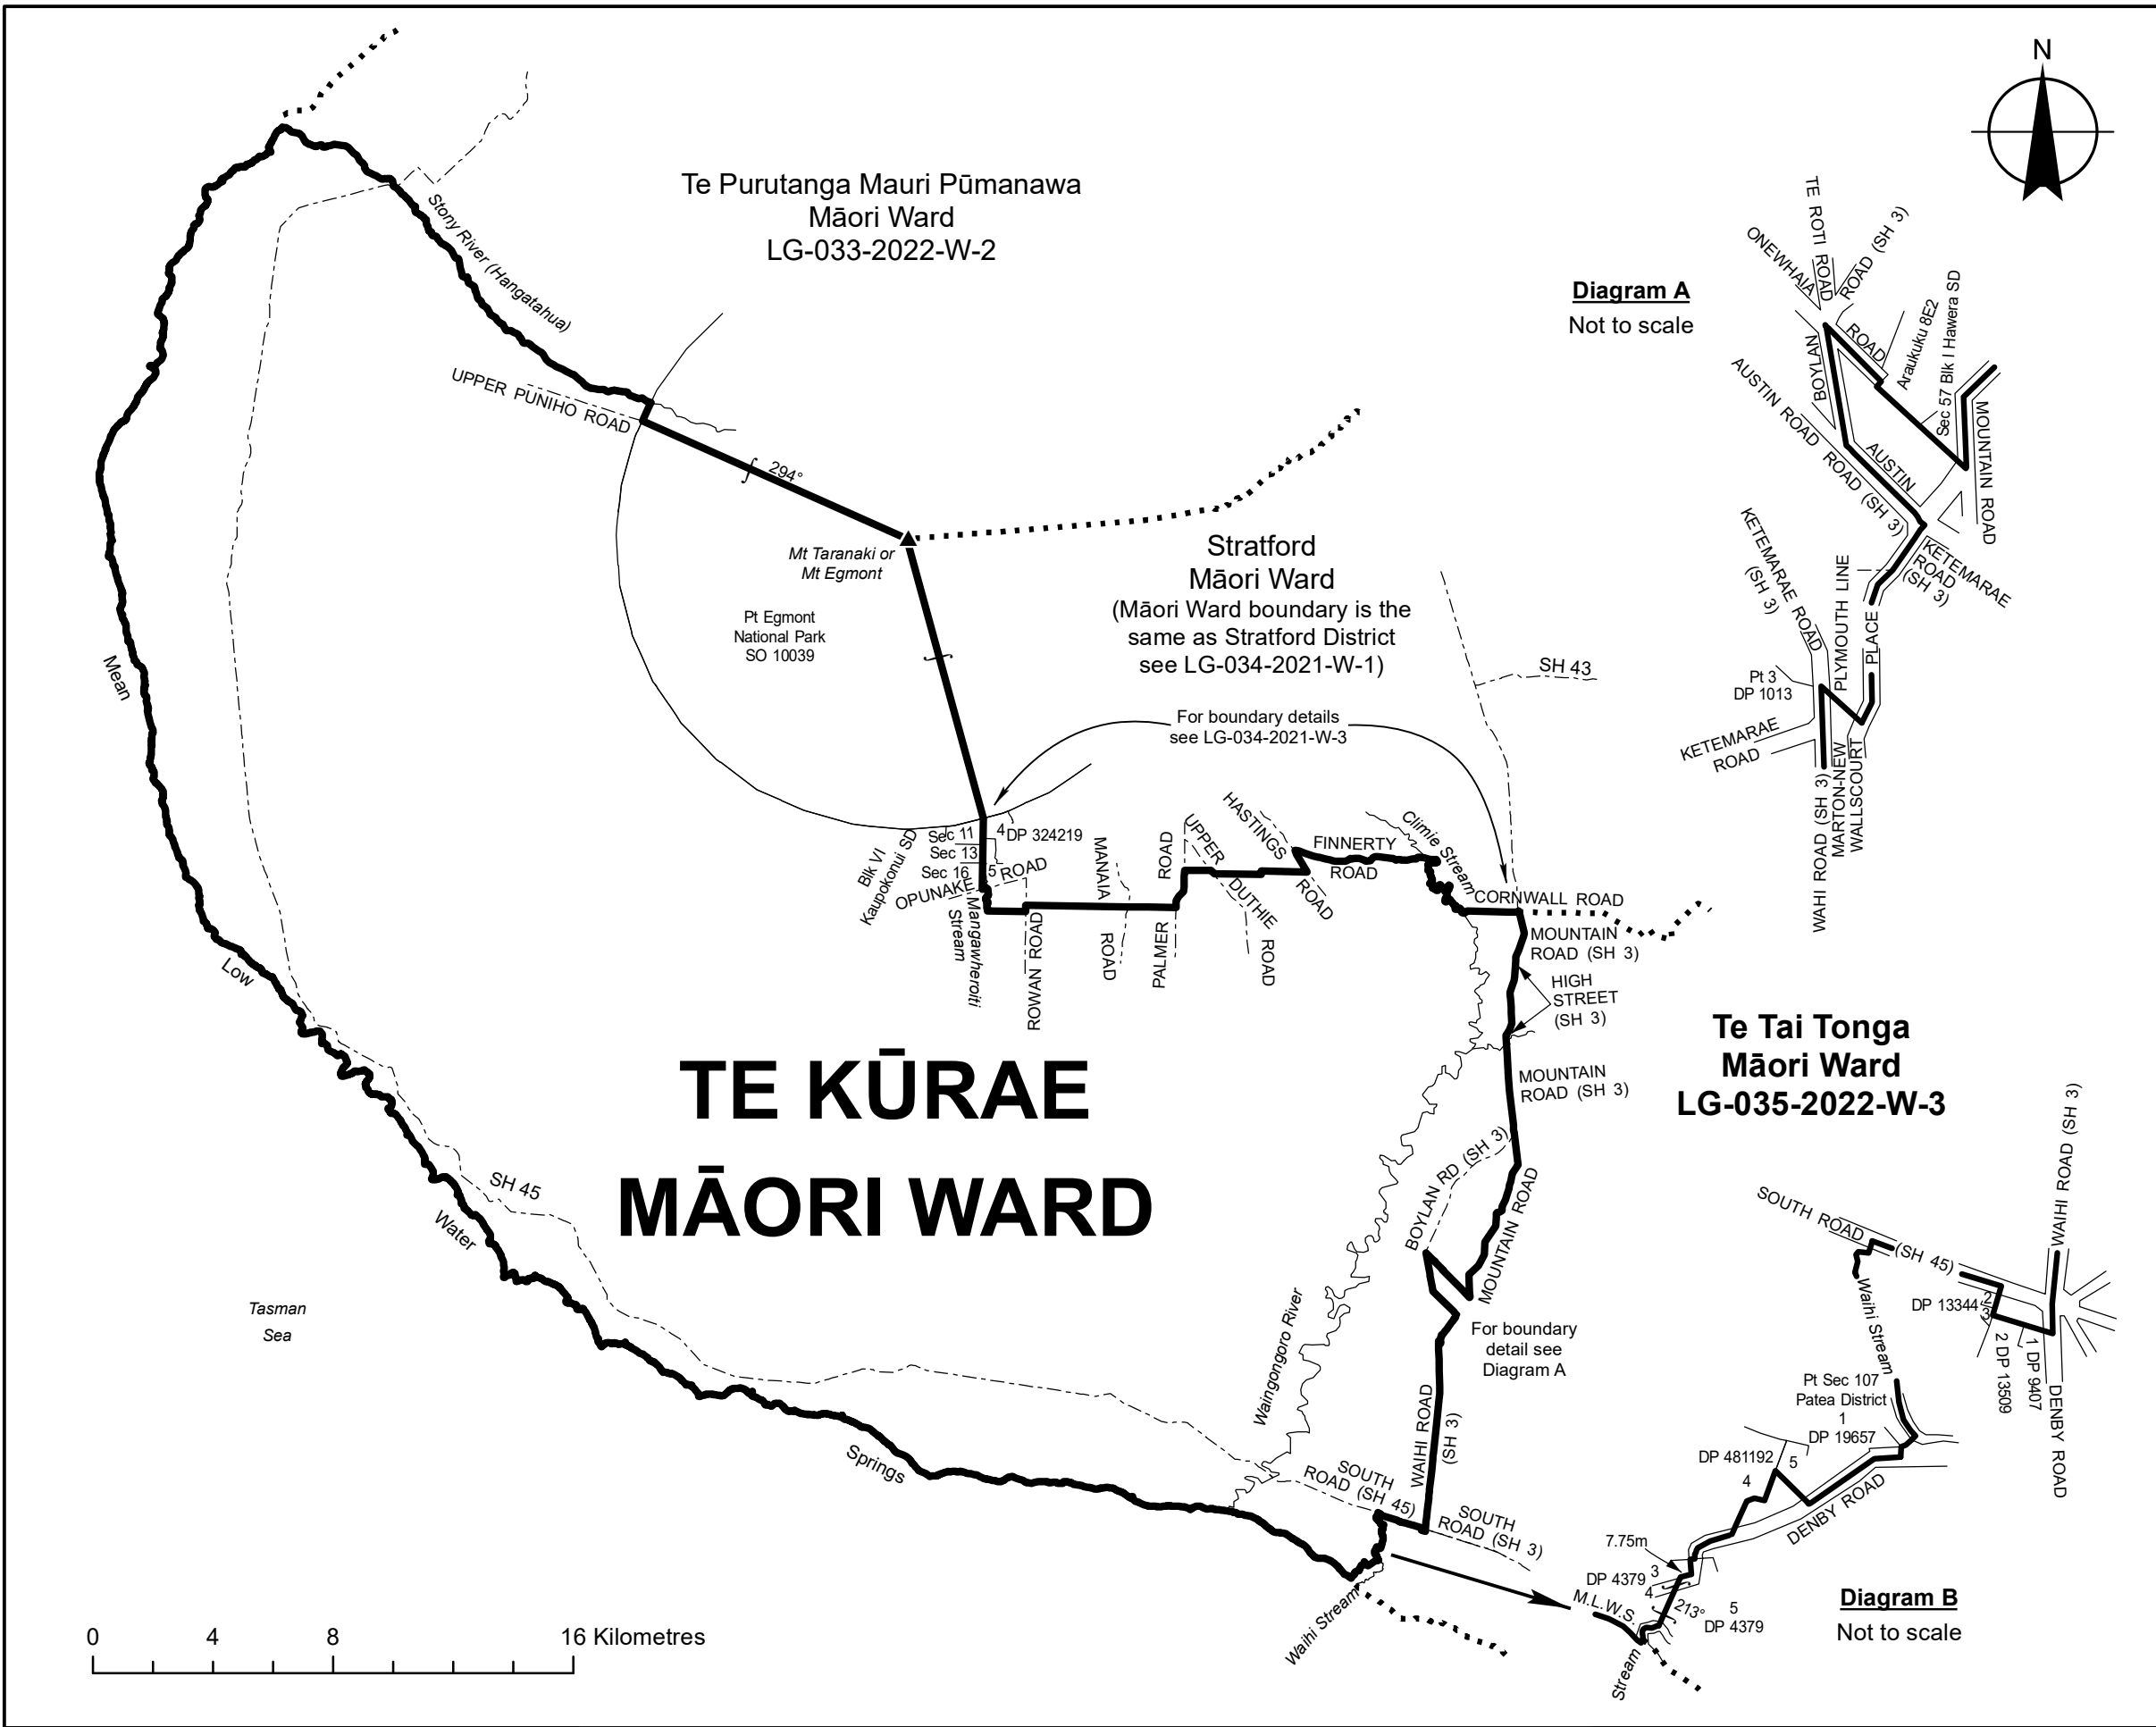 N
Te Purutanga Mauri Pūmanawa
Māori Ward
LG-033-2022-W-2
Stony River (Hangatahua)
UPPER PUNIHO ROAD
294°
Mt Taranaki or
Mt Egmont
Pt Egmont
National Park
SO 10039
Stratford
Māori Ward
(Māori Ward boundary is the
same as Stratford District
see LG-034-2021-W-1)
SH 43
For boundary details
see LG-034-2021-W-3
Sec 11
Sec 13
Sec 16
4
DP 324219
5
Blk VI
Kaupokonui SD
OPUNAKE
ROAD
Mangawheroiti
Stream
ROWAN ROAD
MANAIA
ROAD
PALMER
ROAD
UPPER
DUTHIE
ROAD
HASTINGS
ROAD
FINNERTY
ROAD
Climie Stream
CORNWALL ROAD
MOUNTAIN
ROAD (SH 3)
HIGH
STREET
(SH 3)
MOUNTAIN
ROAD (SH 3)
BOYLAN RD (SH 3)
MOUNTAIN ROAD
For boundary
detail see
Diagram A
Waingongoro River
WAIHI ROAD
(SH 3)
SOUTH
ROAD (SH 45)
SOUTH
ROAD (SH 3)
Waihi Stream
TE KŪRAE
MĀORI WARD
Te Tai Tonga
Māori Ward
LG-035-2022-W-3
Mean
Low
Water
Springs
SH 45
Tasman
Sea
0
4
8
16 Kilometres
Diagram A
Not to scale
ONEWHAIA
ROAD
TE ROTI ROAD
ROAD (SH 3)
Araukuku 8E2
Sec 57 Blk I Hawera SD
BOYLAN
AUSTIN ROAD
ROAD (SH 3)
AUSTIN
MOUNTAIN ROAD
KETEMARAE
ROAD
(SH 3)
KETEMARAE ROAD
(SH 3)
PLYMOUTH LINE
PLACE
Pt 3
DP 1013
KETEMARAE
ROAD
WAHI ROAD (SH 3)
MARTON-NEW
WALLSCOURT
SOUTH ROAD
(SH 45)
WAIHI ROAD (SH 3)
DP 13344
2
3
2 DP 13509
1 DP 9407
DENBY ROAD
Waihi Stream
Pt Sec 107
Patea District
1
DP 19657
DP 481192
4
5
DENBY ROAD
7.75m
DP 4379
3
4
213°
5
DP 4379
M.L.W.S.
Stream
Diagram B
Not to scale